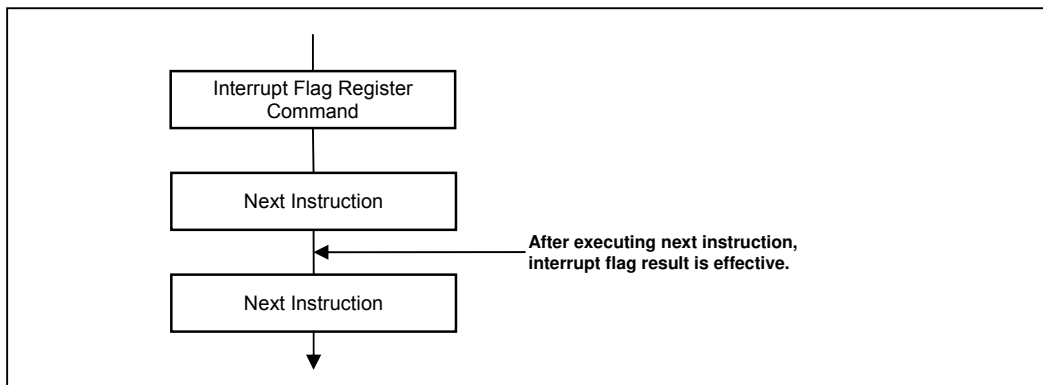 Interrupt Flag Register
Command
Next Instruction
After executing next instruction,
interrupt flag result is effective.
Next Instruction